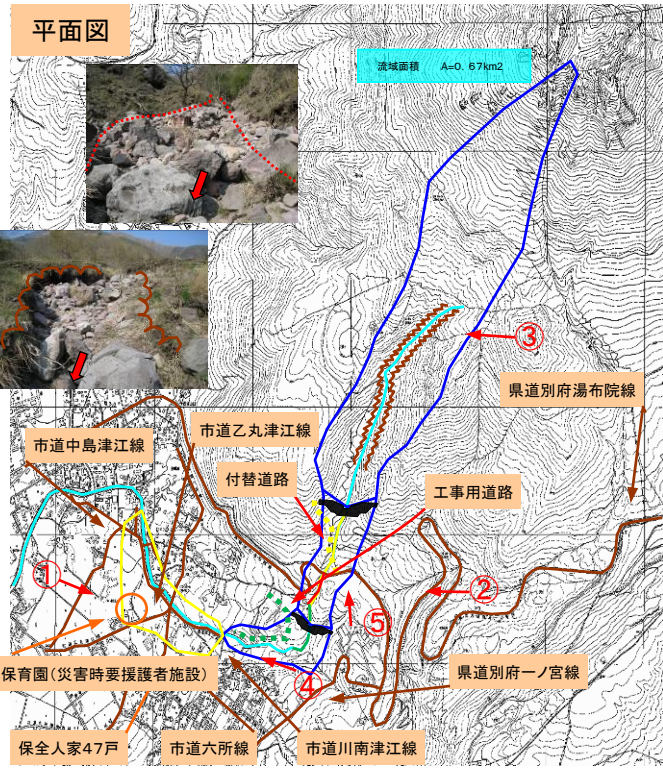 平面図
流域面積 A=0.67km2
③
県道別府湯布院線
市道乙丸津江線
市道中島津江線
付替道路
工事用道路
①
②
⑤
保育園(災害時要援護者施設)
④
県道別府一ノ宮線
保全人家47戸
市道六所線
市道川南津江線